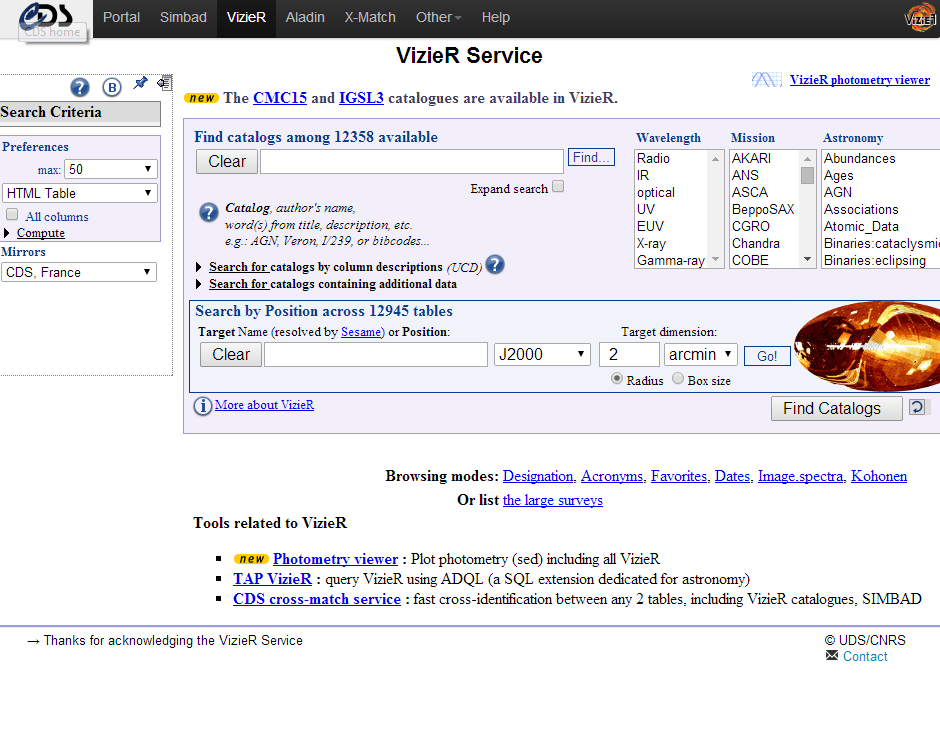 CDS Portal Simbad VizieR Aladin X-Match Other Help VizieR
CDS home
VizieR Service
VizieR photometry viewer
B
new The CMC15 and IGSL3 catalogues are available in VizieR.
Search Criteria
Preferences
max: 50
HTML Table
All columns
Compute
Mirrors
CDS, France
Find catalogs among 12358 available
Clear Find...
Expand search
Catalog, author's name,
word(s) from title, description, etc.
e.g.: AGN, Veron, I/239, or bibcodes...
Search for catalogs by column descriptions (UCD) ?
Search for catalogs containing additional data
Wavelength
Radio
IR
optical
UV
EUV
X-ray
Gamma-ray
Mission
AKARI
ANS
ASCA
BeppoSAX
CGRO
Chandra
COBE
Astronomy
Abundances
Ages
AGN
Associations
Atomic_Data
Binaries:cataclysmi
Binaries:eclipsing
Search by Position across 12945 tables
Target Name (resolved by Sesame) or Position: Target dimension:
Clear J2000 2 arcmin Go!
Radius Box size
More about VizieR
Find Catalogs
Browsing modes: Designation, Acronyms, Favorites, Dates, Image.spectra, Kohonen
Or list the large surveys
Tools related to VizieR
new Photometry viewer : Plot photometry (sed) including all VizieR
TAP VizieR : query VizieR using ADQL (a SQL extension dedicated for astronomy)
CDS cross-match service : fast cross-identification between any 2 tables, including VizieR catalogues, SIMBAD
→ Thanks for acknowledging the VizieR Service © UDS/CNRS
Contact